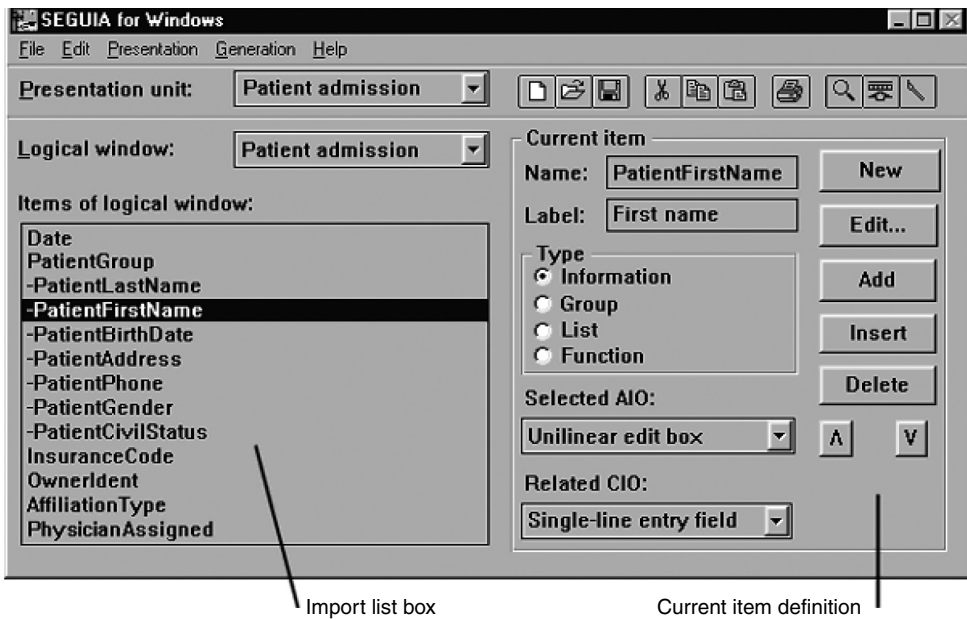 SEGUIA for Windows
File Edit Presentation Generation Help
Presentation unit: Patient admission
Logical window: Patient admission
Items of logical window:
Date
PatientGroup
-PatientLastName
-PatientFirstName
-PatientBirthDate
-PatientAddress
-PatientPhone
-PatientGender
-PatientCivilStatus
InsuranceCode
OwnerIdent
AffiliationType
PhysicianAssigned
Current item
Name: PatientFirstName
Label: First name
Type
Information
Group
List
Function
Selected AIO:
Unilinear edit box
Related CIO:
Single-line entry field
New
Edit...
Add
Insert
Delete
Λ V
Import list box
Current item definition